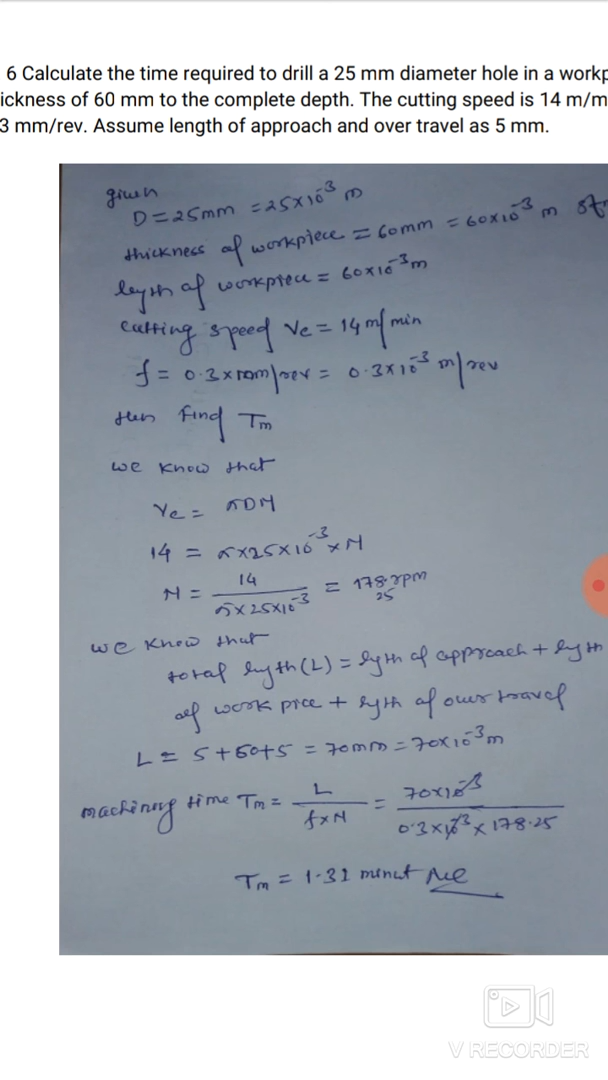 6 Calculate the time required to drill a 25 mm diameter hole in a workp
ickness of 60 mm to the complete depth. The cutting speed is 14 m/m
3 mm/rev. Assume length of approach and over travel as 5 mm.
given
D = 25mm = 25×10⁻³ m
thickness of workpiece = 60mm = 60×10⁻³ m
length of workpiece = 60×10⁻³ m
cutting speed Vc = 14 m/min
f = 0.3 × mm/rev = 0.3×10⁻³ m/rev
then find Tm
we know that
Vc = πDN
14 = π×25×10⁻³ × N
N = 14 / π×25×10⁻³ = 178.25 rpm
we know that
total length (L) = length of approach + length
of work piece + length of over travel
L = 5+60+5 = 70mm = 70×10⁻³ m
machining time Tm = L / f×N = 70×10⁻³ / 0.3×10⁻³ × 178.25
Tm = 1.31 minut
V RECORDER